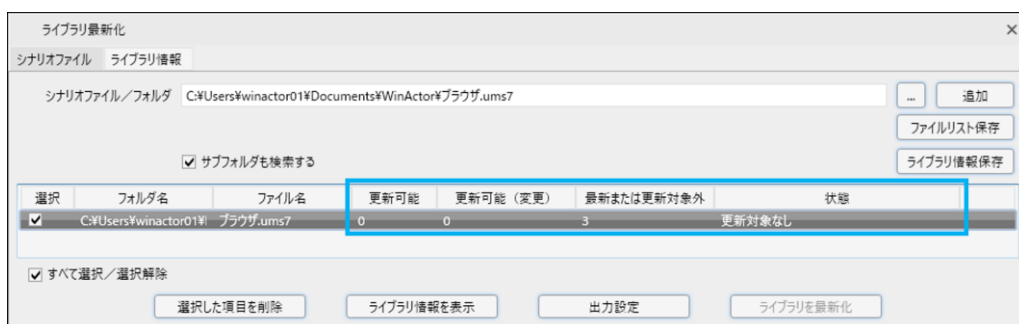 ライブラリ最新化
シナリオファイル ライブラリ情報
シナリオファイル／フォルダ C:¥Users¥winactor01¥Documents¥WinActor¥ブラウザ.ums7 ... 追加
ファイルリスト保存
サブフォルダも検索する ライブラリ情報保存
選択 フォルダ名 ファイル名 更新可能 更新可能（変更） 最新または更新対象外 状態
C:¥Users¥winactor01¥ ブラウザ.ums7 0 0 3 更新対象なし
すべて選択／選択解除
選択した項目を削除 ライブラリ情報を表示 出力設定 ライブラリを最新化